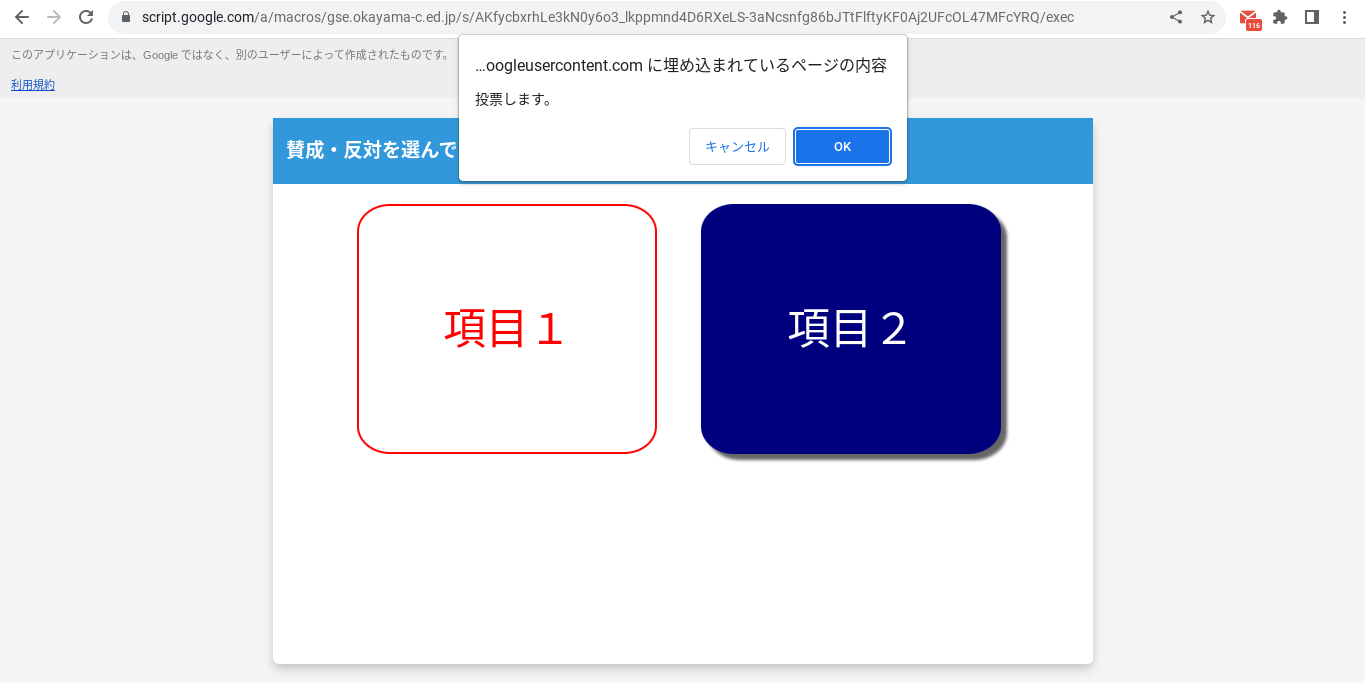 script.google.com/a/macros/gse.okayama-c.ed.jp/s/AKfycbxrhLe3kN0y6o3_lkppmnd4D6RXeLS-3aNcsnfg86bJTtFlftyKF0Aj2UFcOL47MFcYRQ/exec
116
このアプリケーションは、Google ではなく、別のユーザーによって作成されたものです。
利用規約
...oogleusercontent.com に埋め込まれているページの内容
投票します。
キャンセル OK
賛成・反対を選んで
項目１ 項目２